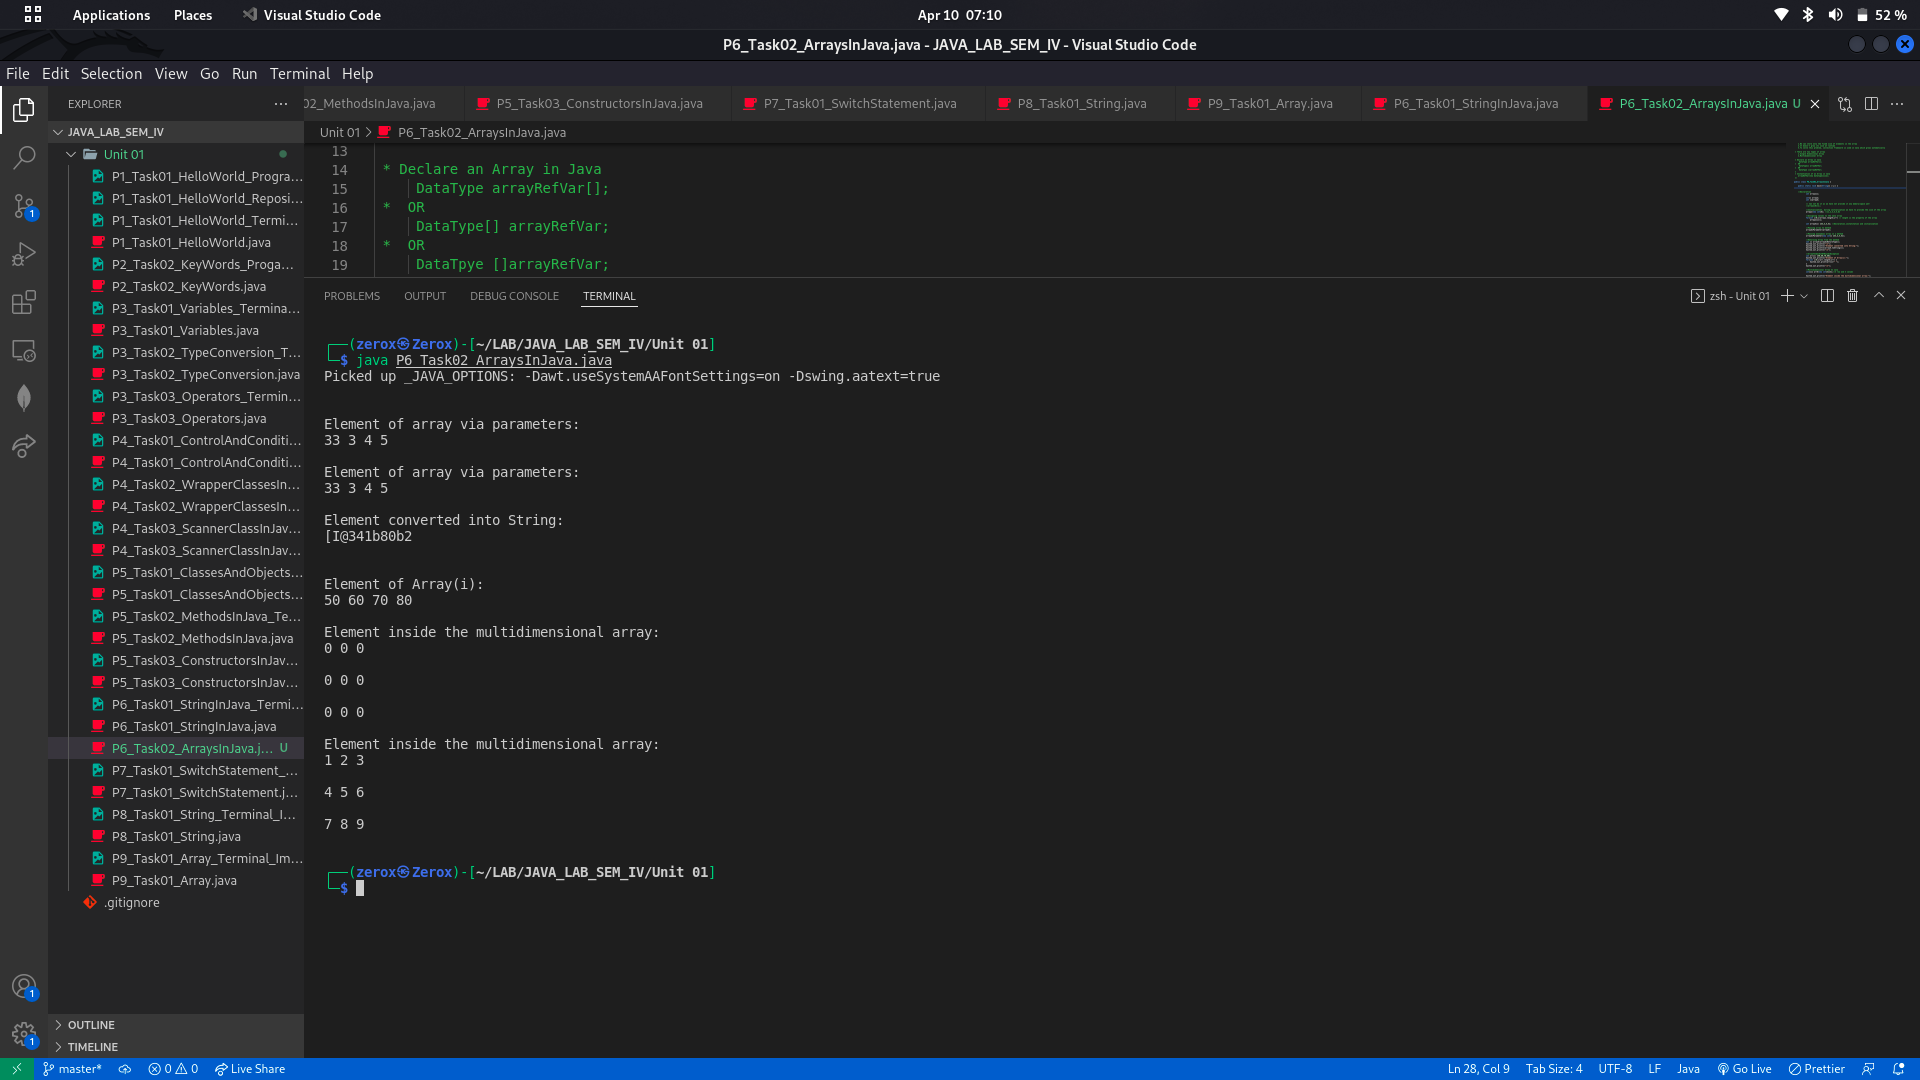 Applications Places Visual Studio Code Apr 10 07:10 52 %
P6_Task02_ArraysInJava.java - JAVA_LAB_SEM_IV - Visual Studio Code
File Edit Selection View Go Run Terminal Help
EXPLORER
02_MethodsInJava.java P5_Task03_ConstructorsInJava.java P7_Task01_SwitchStatement.java P8_Task01_String.java P9_Task01_Array.java P6_Task01_StringInJava.java P6_Task02_ArraysInJava.java U
JAVA_LAB_SEM_IV
Unit 01
P1_Task01_HelloWorld_Progra...
P1_Task01_HelloWorld_Reposi...
P1_Task01_HelloWorld_Termi...
P1_Task01_HelloWorld.java
P2_Task02_KeyWords_Proga...
P2_Task02_KeyWords.java
P3_Task01_Variables_Termina...
P3_Task01_Variables.java
P3_Task02_TypeConversion_T...
P3_Task02_TypeConversion.java
P3_Task03_Operators_Termin...
P3_Task03_Operators.java
P4_Task01_ControlAndConditi...
P4_Task01_ControlAndConditi...
P4_Task02_WrapperClassesIn...
P4_Task02_WrapperClassesIn...
P4_Task03_ScannerClassInJav...
P4_Task03_ScannerClassInJav...
P5_Task01_ClassesAndObjects...
P5_Task01_ClassesAndObjects...
P5_Task02_MethodsInJava_Te...
P5_Task02_MethodsInJava.java
P5_Task03_ConstructorsInJav...
P5_Task03_ConstructorsInJav...
P6_Task01_StringInJava_Termi...
P6_Task01_StringInJava.java
P6_Task02_ArraysInJava.j... U
P7_Task01_SwitchStatement_...
P7_Task01_SwitchStatement.j...
P8_Task01_String_Terminal_I...
P8_Task01_String.java
P9_Task01_Array_Terminal_Im...
P9_Task01_Array.java
.gitignore
OUTLINE
TIMELINE
1
1
1
Unit 01 > P6_Task02_ArraysInJava.java
13
14 * Declare an Array in Java
15 DataType arrayRefVar[];
16 * OR
17 DataType[] arrayRefVar;
18 * OR
19 DataTpye []arrayRefVar;
PROBLEMS OUTPUT DEBUG CONSOLE TERMINAL zsh - Unit 01
┌──(zerox㉿Zerox)-[~/LAB/JAVA_LAB_SEM_IV/Unit 01]
└─$ java P6_Task02_ArraysInJava.java
Picked up _JAVA_OPTIONS: -Dawt.useSystemAAFontSettings=on -Dswing.aatext=true
Element of array via parameters:
33 3 4 5
Element of array via parameters:
33 3 4 5
Element converted into String:
[I@341b80b2
Element of Array(i):
50 60 70 80
Element inside the multidimensional array:
0 0 0
0 0 0
0 0 0
Element inside the multidimensional array:
1 2 3
4 5 6
7 8 9
┌──(zerox㉿Zerox)-[~/LAB/JAVA_LAB_SEM_IV/Unit 01]
└─$
master* 0 0 Live Share Ln 28, Col 9 Tab Size: 4 UTF-8 LF Java Go Live Prettier